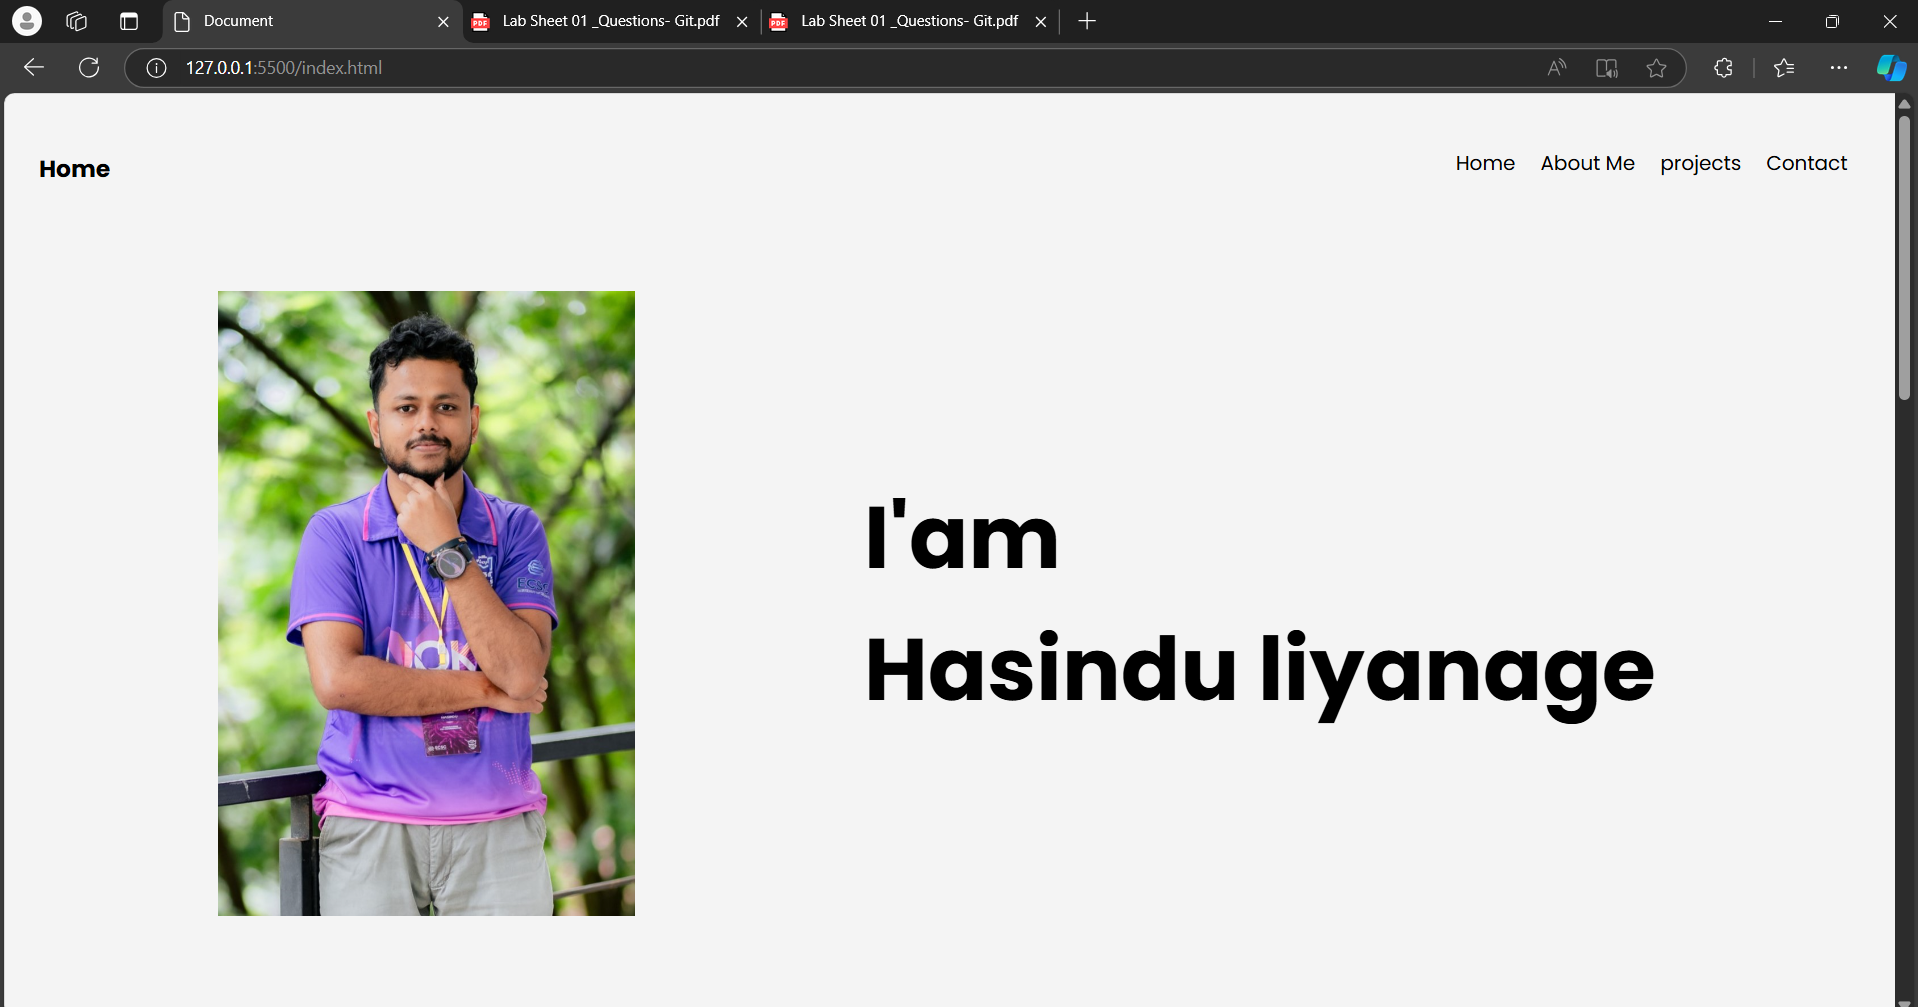 Document
Lab Sheet 01 _Questions- Git.pdf
Lab Sheet 01 _Questions- Git.pdf
127.0.0.1:5500/index.html
Home
Home About Me projects Contact
I'am
Hasindu liyanage
ECSC